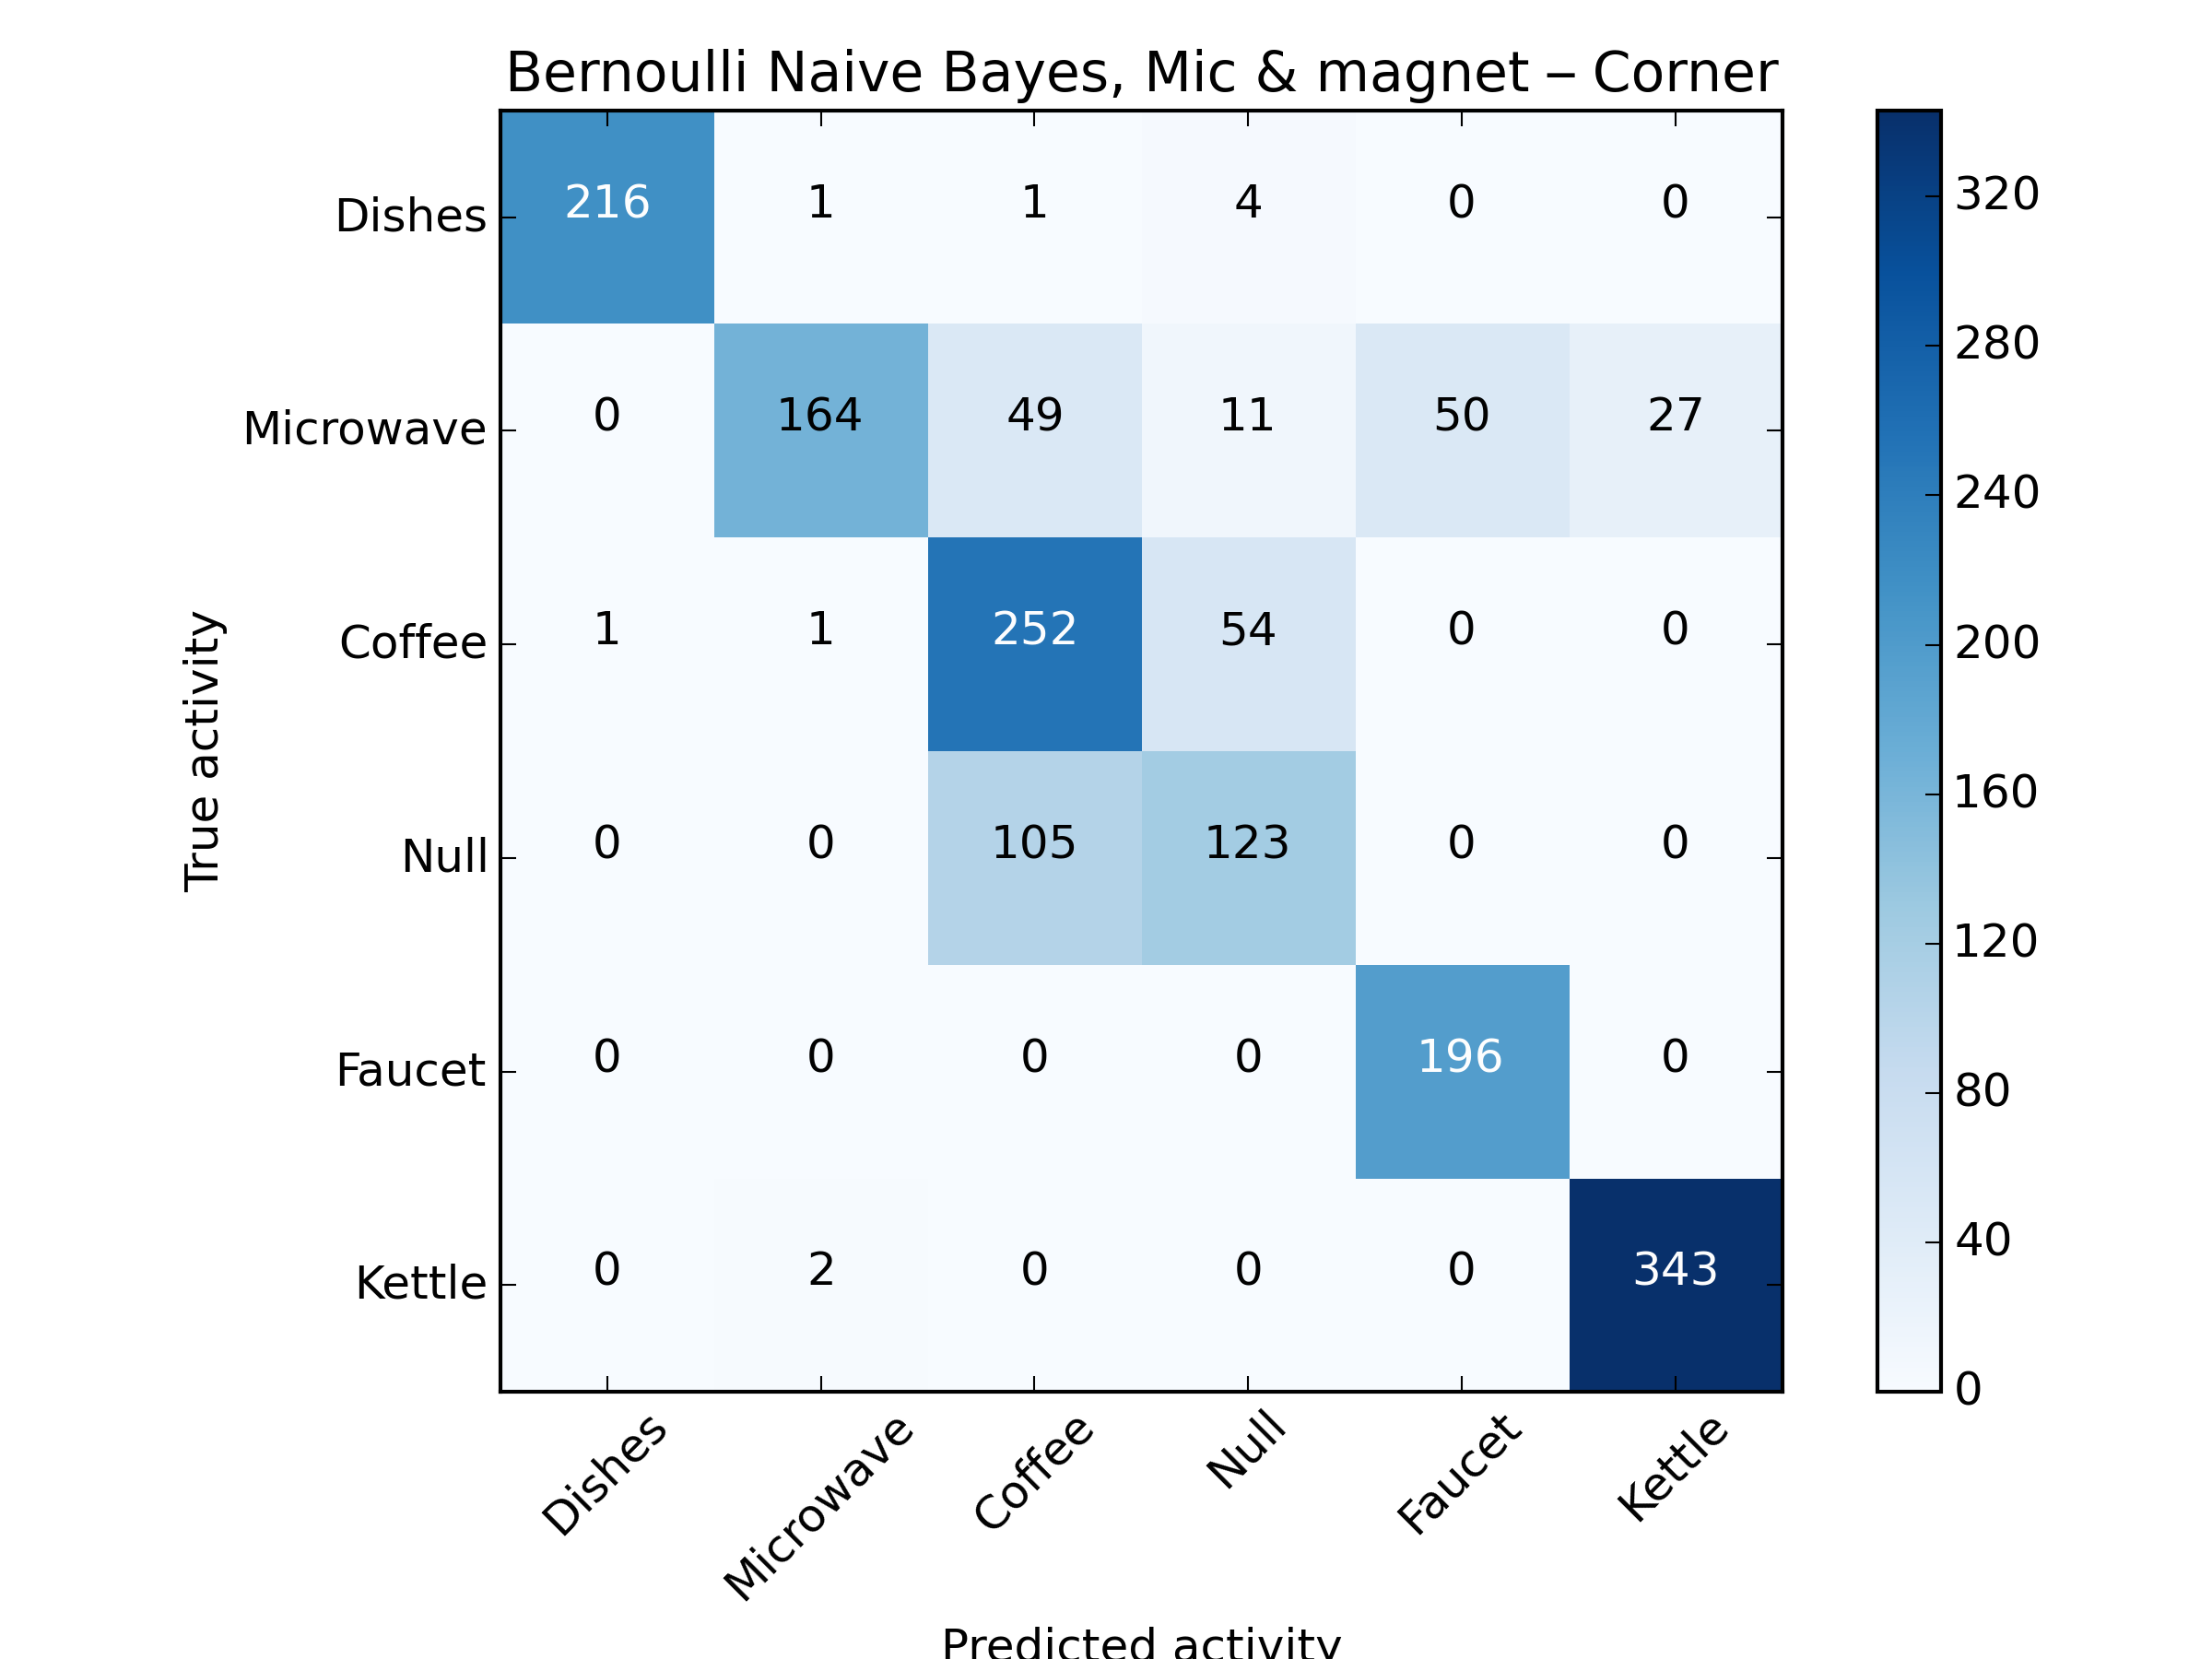 Bernoulli Naive Bayes, Mic & magnet – Corner
Dishes 216 1 1 4 0 0
Microwave 0 164 49 11 50 27
Coffee 1 1 252 54 0 0
Null 0 0 105 123 0 0
Faucet 0 0 0 0 196 0
Kettle 0 2 0 0 0 343
True activity
Dishes Microwave Coffee Null Faucet Kettle
Predicted activity
320
280
240
200
160
120
80
40
0